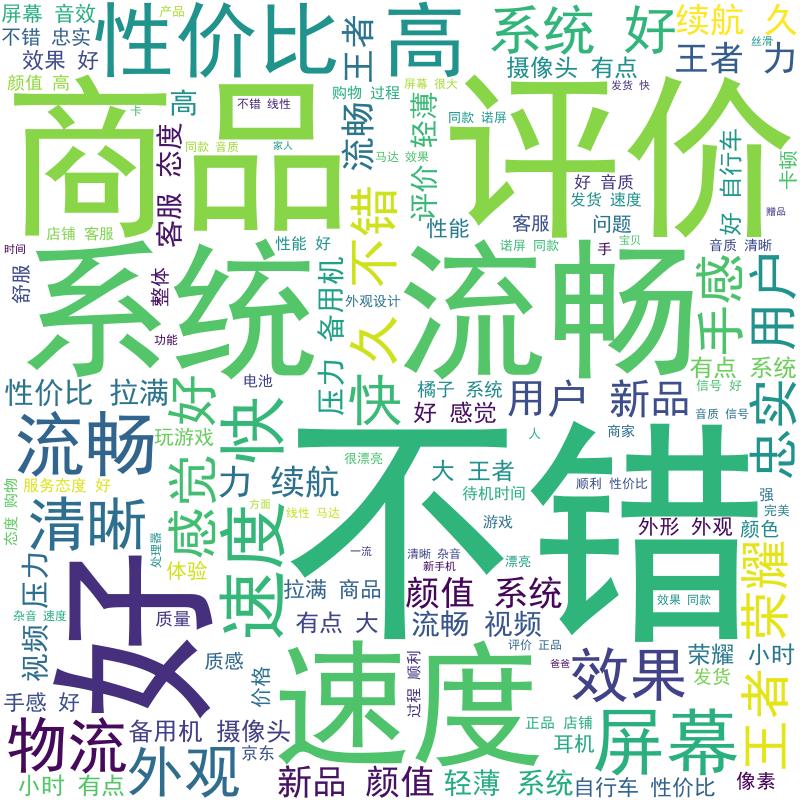 屏幕 音效
产品
性价比
高
王者
系统 好
续航 久
不错 忠实
效果 好
摄像头 有点
王者 力
丝滑
颜值 高
卡
高
不错 线性
购物 过程
屏幕 很大
发货 快
商品
评价
流畅
轻薄
同款 诺屏
卡顿
客服 态度
同款 音质
家人
马达 效果
不错
评价
好 音质
发货 速度
好 自行车
赠品
店铺 客服
性能 好
性能
客服
问题
时间
系统
流畅
诺屏 同款
手
宝贝
音质 清晰
舒服
整体
备用机
久
外观设计
手感
用户
功能
有点 系统
性价比 拉满
好
电池
压力
快
橘子 系统
好 感觉
用户 新品
信号 好
音质 信号
忠实
流畅
玩游戏
快
不错
很漂亮
人
商家
态度 购物
服务态度 好
感觉
力 续航
大 王者
待机时间
顺利 性价比
强
完美
清晰
速度
方面
线性 马达
游戏
外形 外观
颜色
处理器
一流
清晰 杂音
漂亮
新手机
视频 压力
好
体验
拉满 商品
颜值 系统
效果 同款
荣耀
杂音 速度
质量
有点 大
流畅 视频
评价 正品
质感
速度
爸爸
效果
荣耀 小时
发货
手感 好
价格
过程 顺利
王者
物流
备用机 摄像头
正品 店铺
屏幕
外观
京东
耳机
小时 有点
新品 颜值
轻薄 系统
自行车 性价比
像素